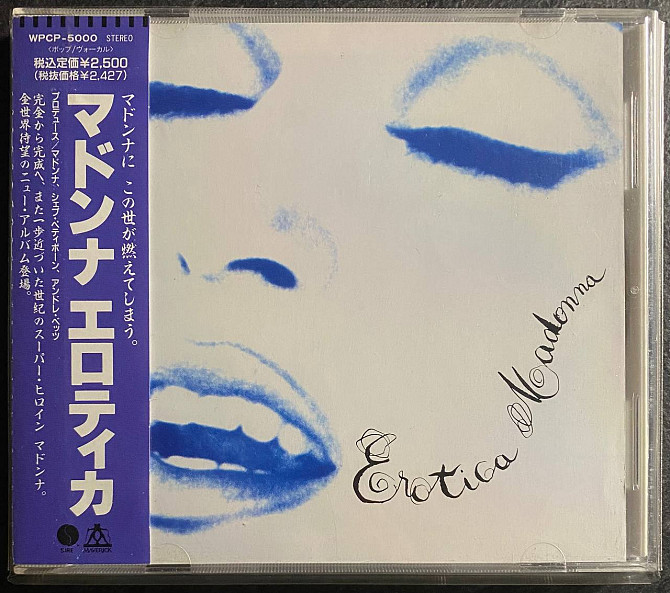 WPCP-5000 STEREO
〈ポップ/ヴォーカル〉
税込定価¥2,500
(税抜価格¥2,427)
マドンナに この世が燃えてしまう。
マドンナ エロティカ
プロデュース/マドンナ、シェプ・ペティボーン、アンドレ・ベッツ
完全から完成へ、また一歩近づいた世紀のスーパー・ヒロイン マドンナ。
全世界待望のニュー・アルバム登場。
SIRE
MAVERICK
Erotica Madonna